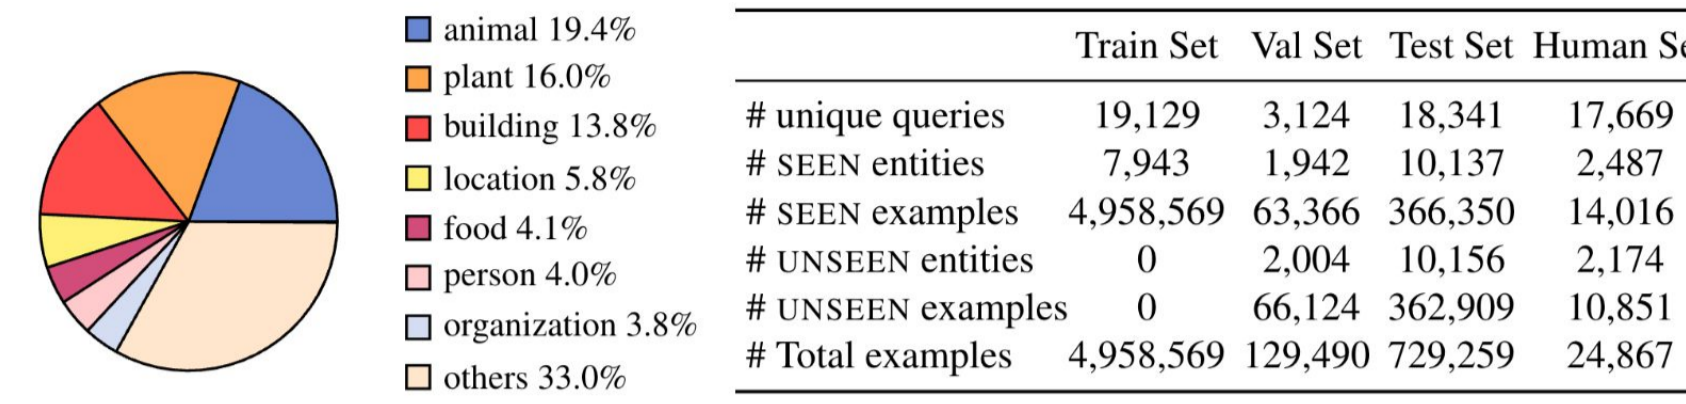 animal 19.4%
plant 16.0%
building 13.8%
location 5.8%
food 4.1%
person 4.0%
organization 3.8%
others 33.0%
Train Set Val Set Test Set Human Se
# unique queries 19,129 3,124 18,341 17,669
# SEEN entities 7,943 1,942 10,137 2,487
# SEEN examples 4,958,569 63,366 366,350 14,016
# UNSEEN entities 0 2,004 10,156 2,174
# UNSEEN examples 0 66,124 362,909 10,851
# Total examples 4,958,569 129,490 729,259 24,867